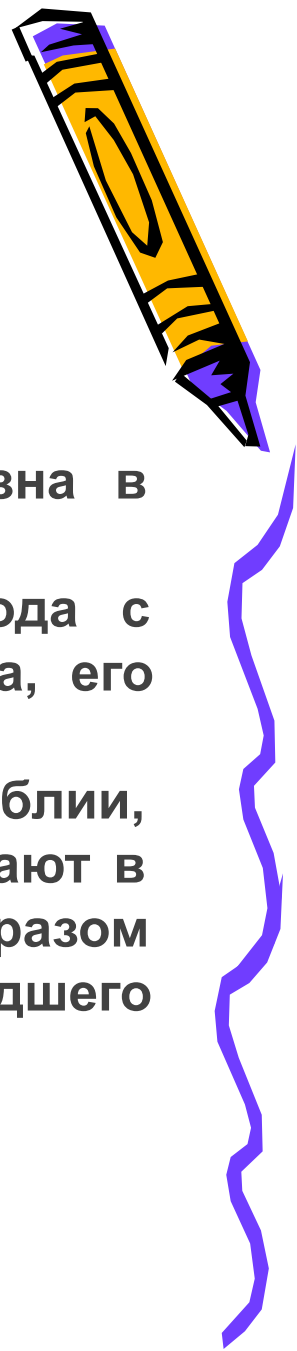 зна в
ода с
а, его
блии,
ают в
разом
дшего